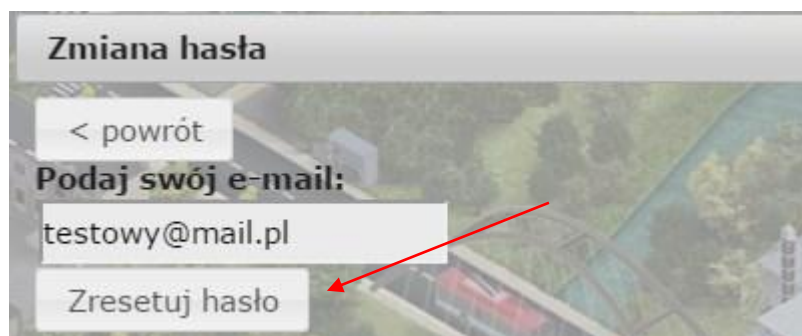 Zmiana hasła
< powrót
Podaj swój e-mail:
testowy@mail.pl
Zresetuj hasło